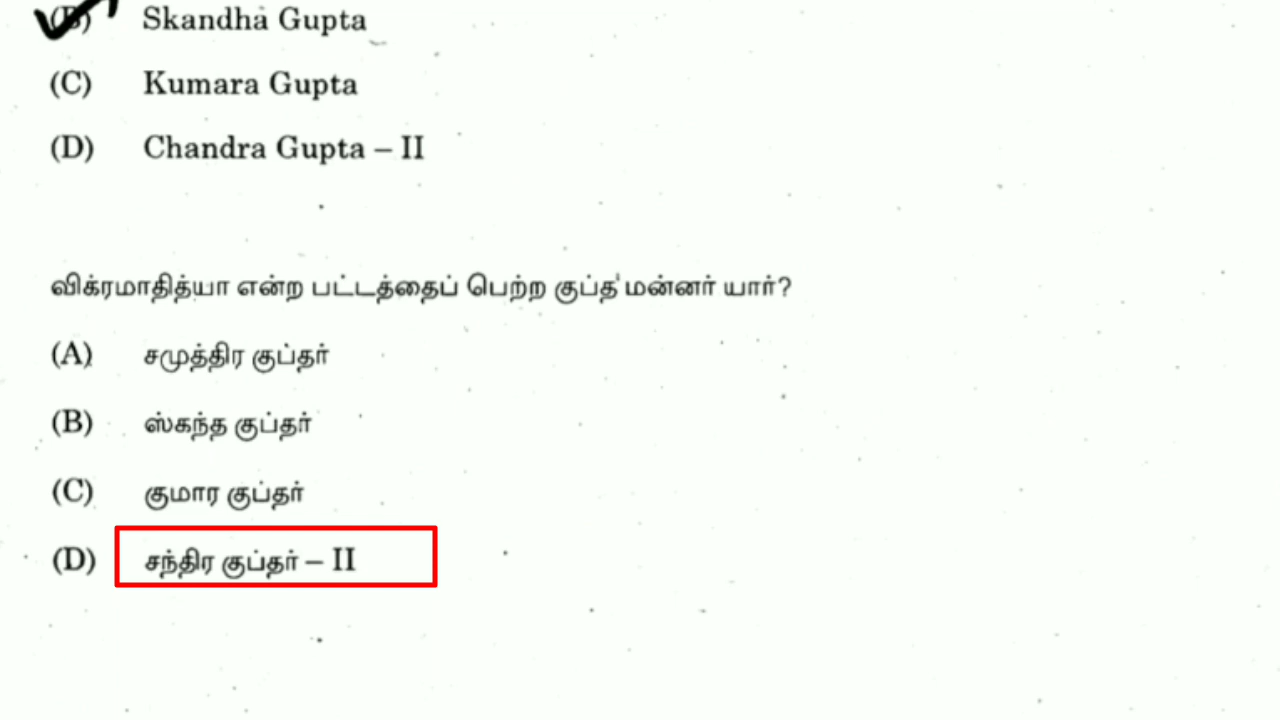 (B) Skandha Gupta
(C) Kumara Gupta
(D) Chandra Gupta – II
விக்ரமாதித்யா என்ற பட்டத்தைப் பெற்ற குப்த மன்னர் யார்?
(A) சமுத்திர குப்தர்
(B) ஸ்கந்த குப்தர்
(C) குமார குப்தர்
(D) சந்திர குப்தர் – II